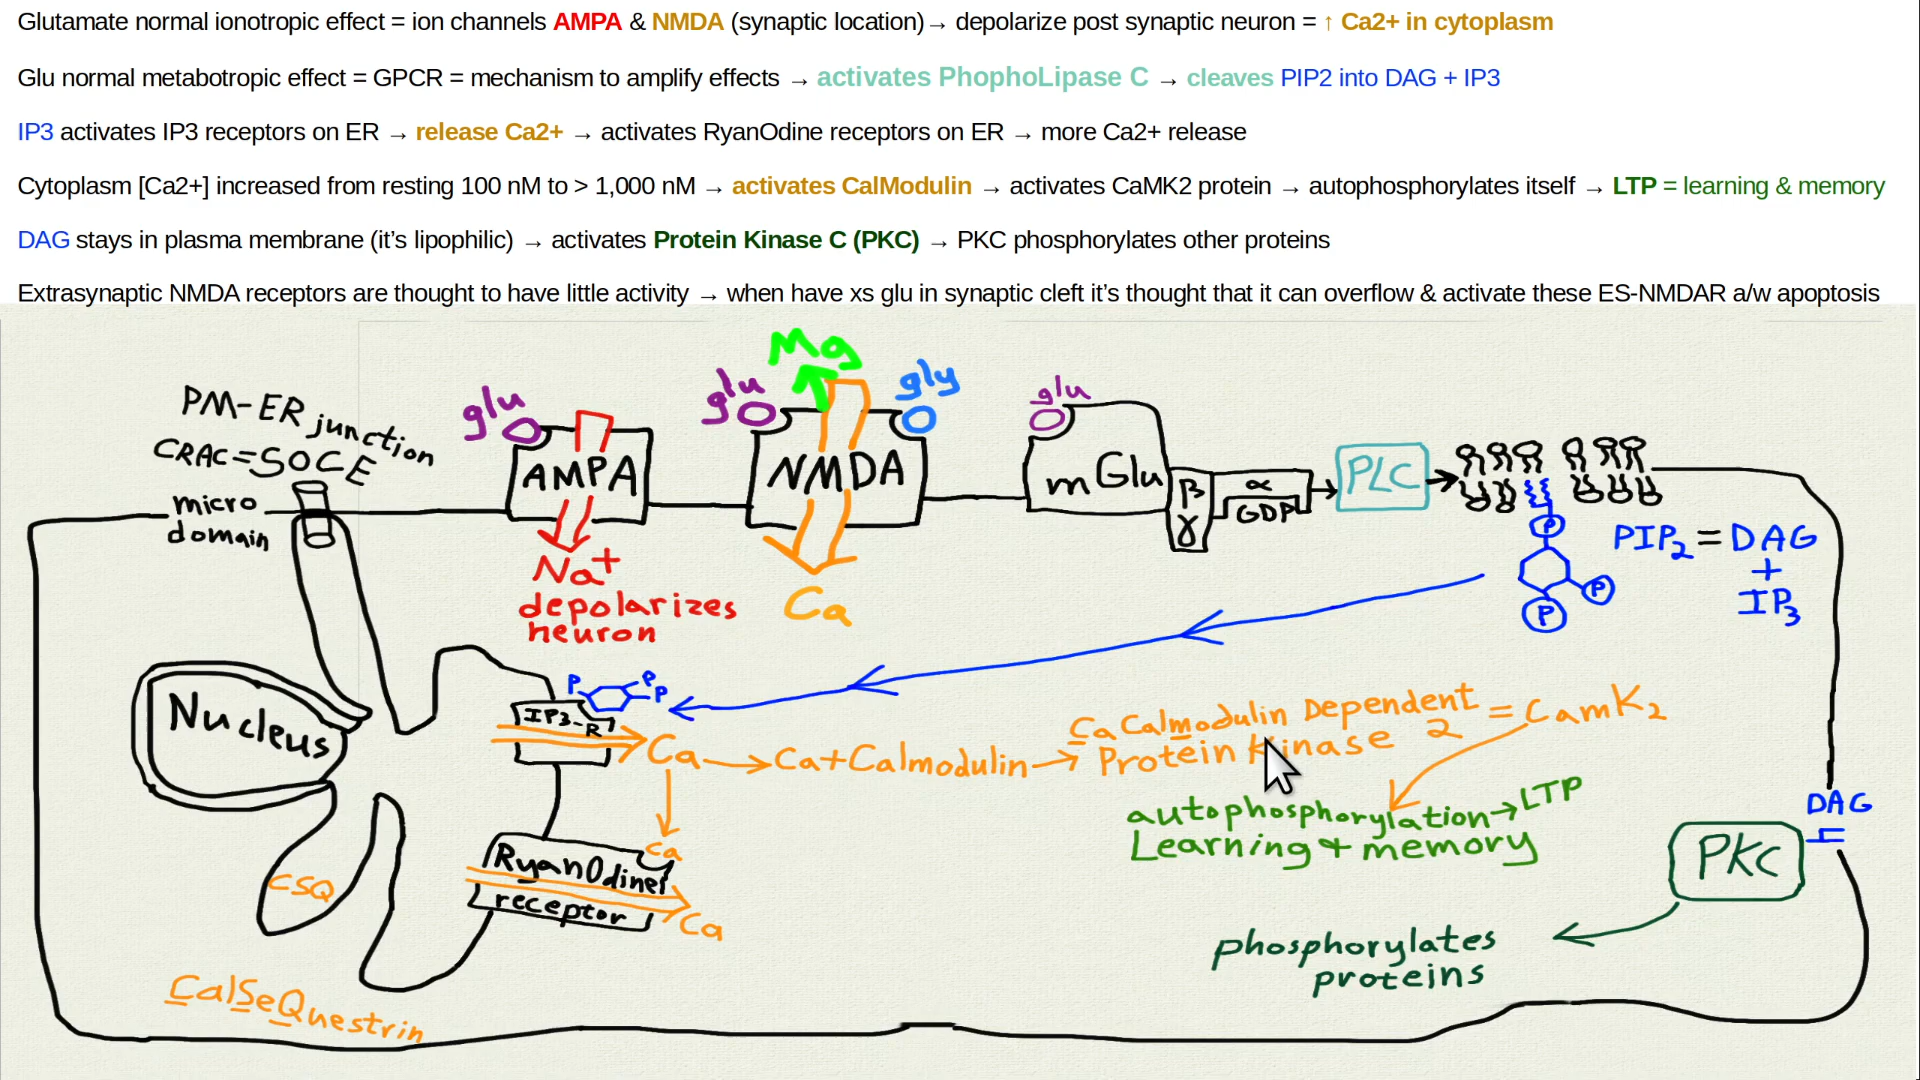 Glutamate normal ionotropic effect = ion channels AMPA & NMDA (synaptic location)→ depolarize post synaptic neuron = ↑ Ca2+ in cytoplasm
Glu normal metabotropic effect = GPCR = mechanism to amplify effects → activates PhophoLipase C → cleaves PIP2 into DAG + IP3
IP3 activates IP3 receptors on ER → release Ca2+ → activates RyanOdine receptors on ER → more Ca2+ release
Cytoplasm [Ca2+] increased from resting 100 nM to > 1,000 nM → activates CalModulin → activates CaMK2 protein → autophosphorylates itself → LTP = learning & memory
DAG stays in plasma membrane (it's lipophilic) → activates Protein Kinase C (PKC) → PKC phosphorylates other proteins
Extrasynaptic NMDA receptors are thought to have little activity → when have xs glu in synaptic cleft it's thought that it can overflow & activate these ES-NMDAR a/w apoptosis
PM-ER junction
CRAC=SOCE
micro
domain
glu
AMPA
Na+
depolarizes
neuron
glu
Mg
gly
NMDA
Ca
glu
mGlu
β
γ
α
GDP
PLC
P
P
P
PIP2 = DAG
+
IP3
Nucleus
P
P
P
IP3-R
Ca → Ca+Calmodulin →
Ca Calmodulin Dependent
Protein Kinase 2
= CamK2
autophosphorylation → LTP
Learning + memory
Ca
RyanOdine
receptor
Ca
CSQ
CalSeQuestrin
DAG
PKC
phosphorylates
proteins